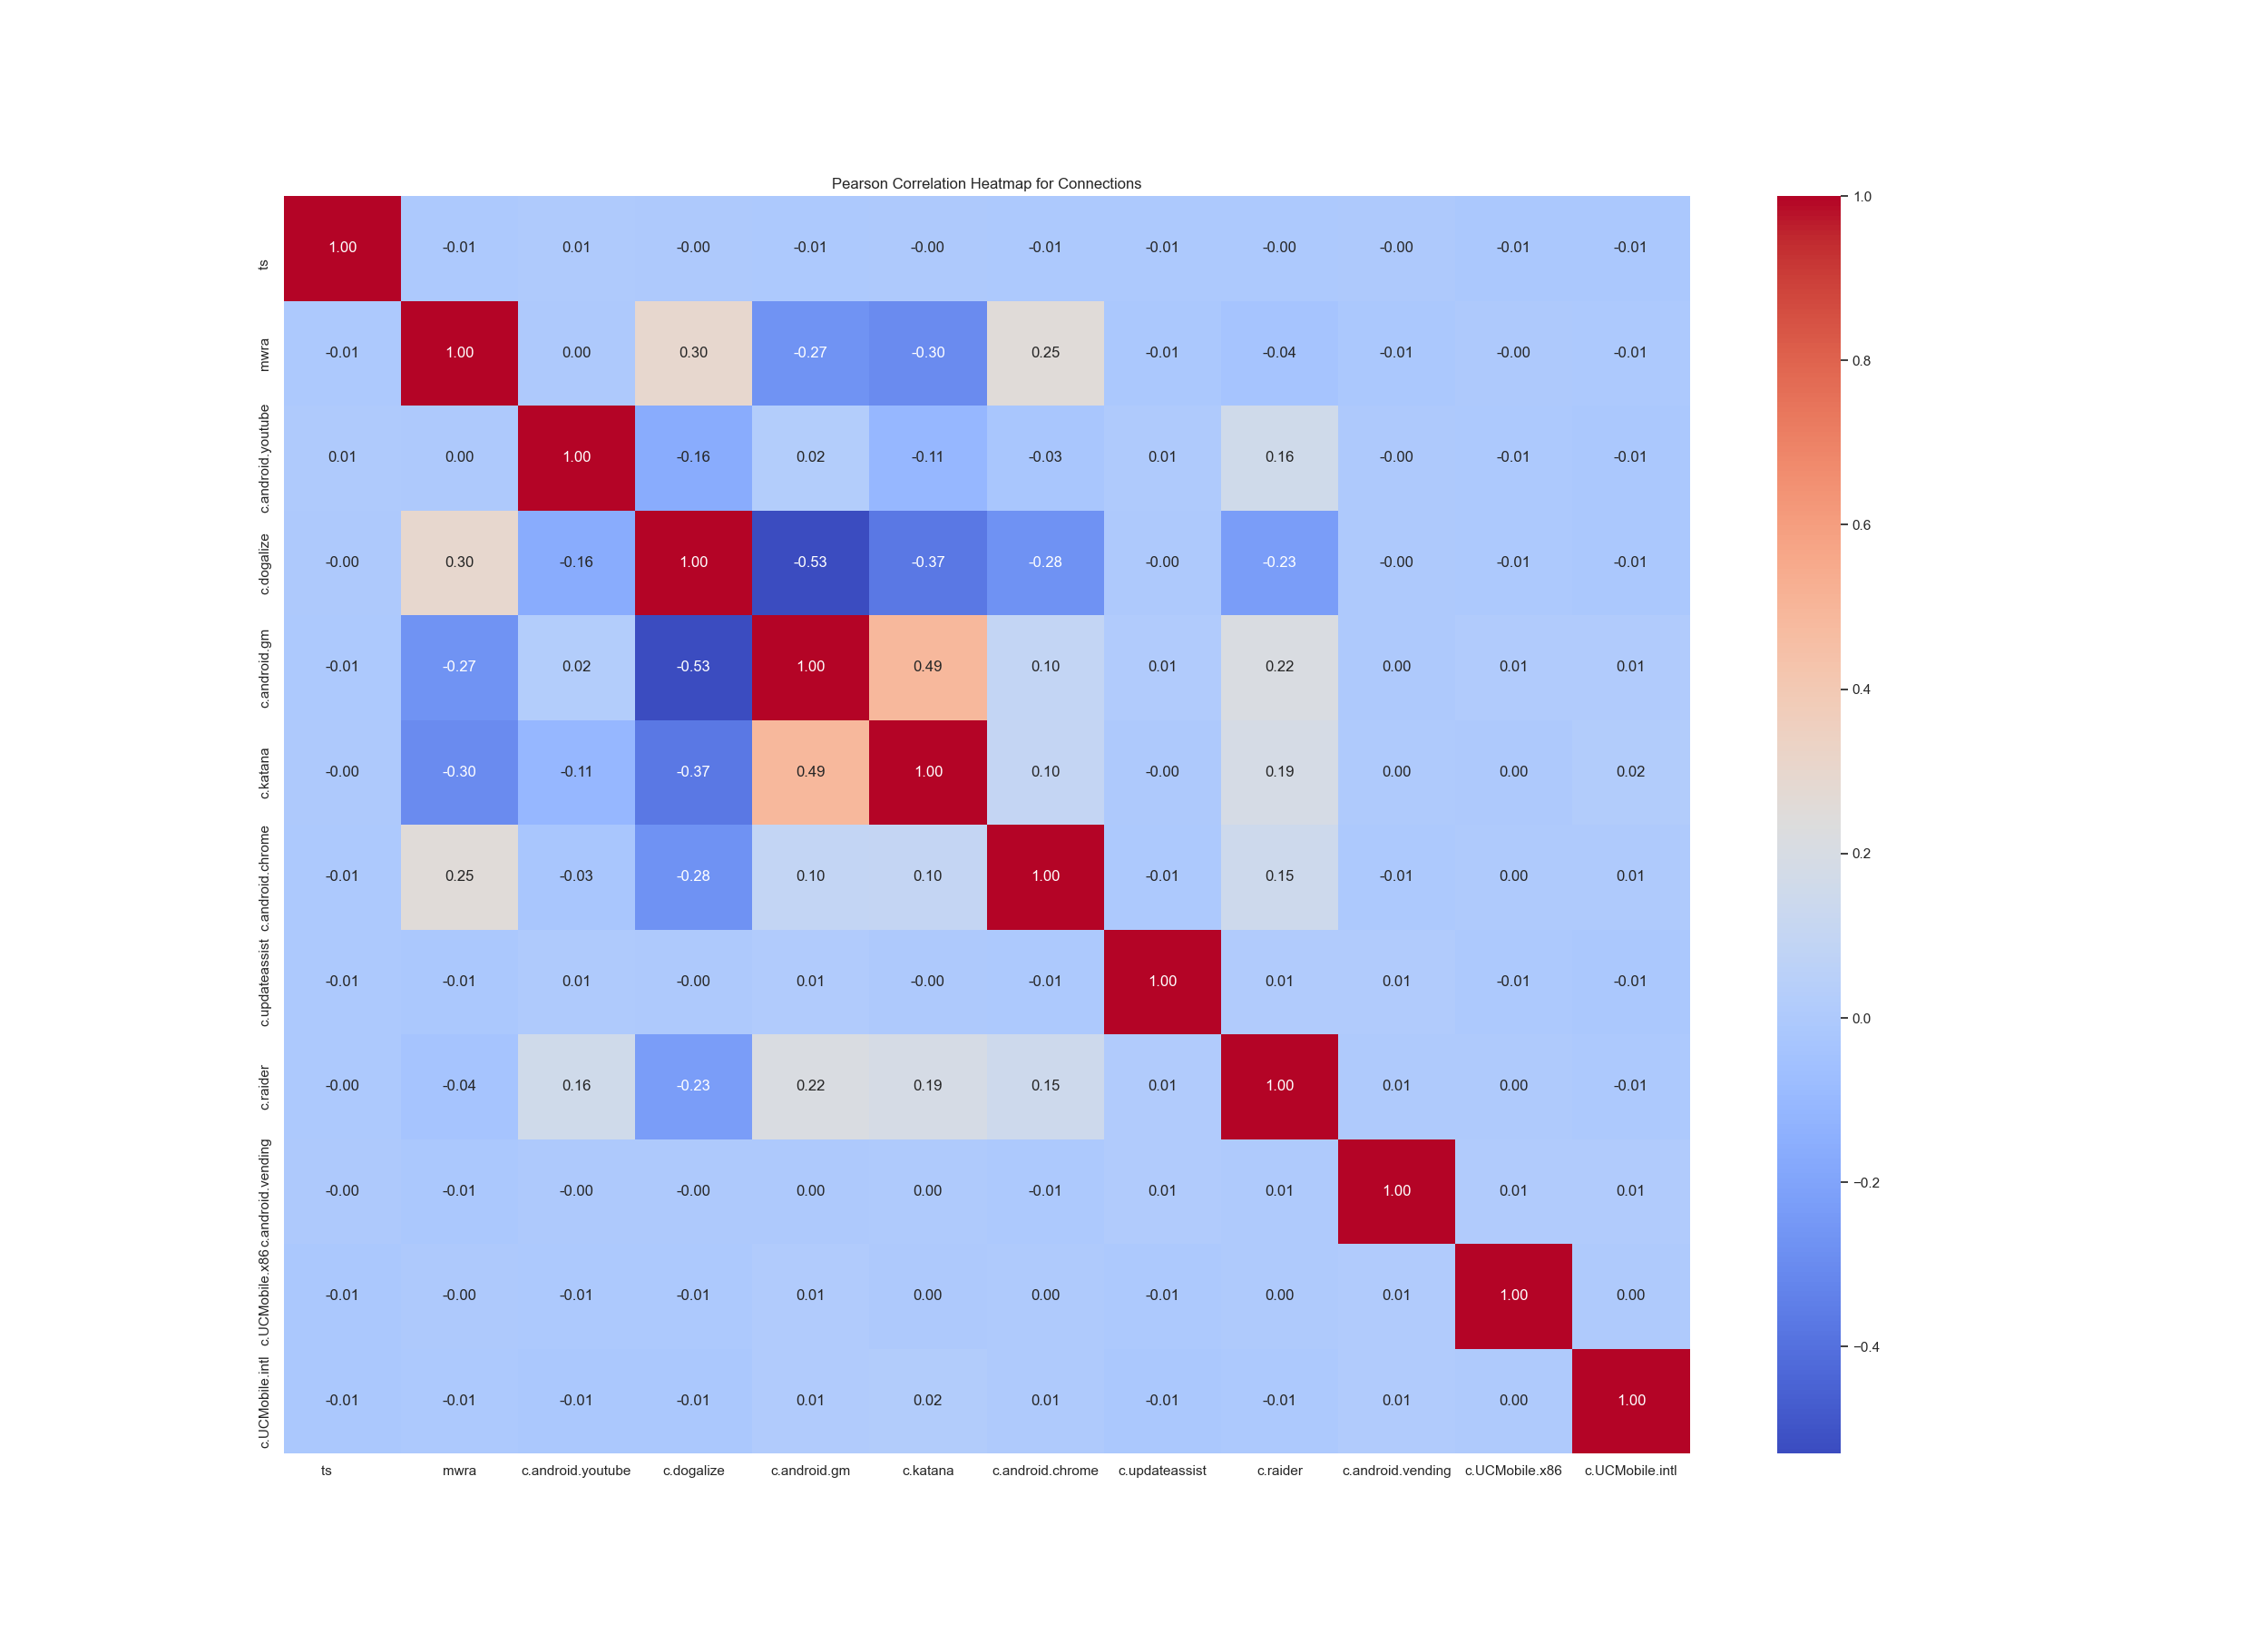 Pearson Correlation Heatmap for Connections
ts 1.00 -0.01 0.01 -0.00 -0.01 -0.00 -0.01 -0.01 -0.00 -0.00 -0.01 -0.01
mwra -0.01 1.00 0.00 0.30 -0.27 -0.30 0.25 -0.01 -0.04 -0.01 -0.00 -0.01
c.android.youtube 0.01 0.00 1.00 -0.16 0.02 -0.11 -0.03 0.01 0.16 -0.00 -0.01 -0.01
c.dogalize -0.00 0.30 -0.16 1.00 -0.53 -0.37 -0.28 -0.00 -0.23 -0.00 -0.01 -0.01
c.android.gm -0.01 -0.27 0.02 -0.53 1.00 0.49 0.10 0.01 0.22 0.00 0.01 0.01
c.katana -0.00 -0.30 -0.11 -0.37 0.49 1.00 0.10 -0.00 0.19 0.00 0.00 0.02
c.android.chrome -0.01 0.25 -0.03 -0.28 0.10 0.10 1.00 -0.01 0.15 -0.01 0.00 0.01
c.updateassist -0.01 -0.01 0.01 -0.00 0.01 -0.00 -0.01 1.00 0.01 0.01 -0.01 -0.01
c.raider -0.00 -0.04 0.16 -0.23 0.22 0.19 0.15 0.01 1.00 0.01 0.00 -0.01
c.android.vending -0.00 -0.01 -0.00 -0.00 0.00 0.00 -0.01 0.01 0.01 1.00 0.01 0.01
c.UCMobile.x86 -0.01 -0.00 -0.01 -0.01 0.01 0.00 0.00 -0.01 0.00 0.01 1.00 0.00
c.UCMobile.intl -0.01 -0.01 -0.01 -0.01 0.01 0.02 0.01 -0.01 -0.01 0.01 0.00 1.00
ts mwra c.android.youtube c.dogalize c.android.gm c.katana c.android.chrome c.updateassist c.raider c.android.vending c.UCMobile.x86 c.UCMobile.intl
1.0
0.8
0.6
0.4
0.2
0.0
−0.2
−0.4